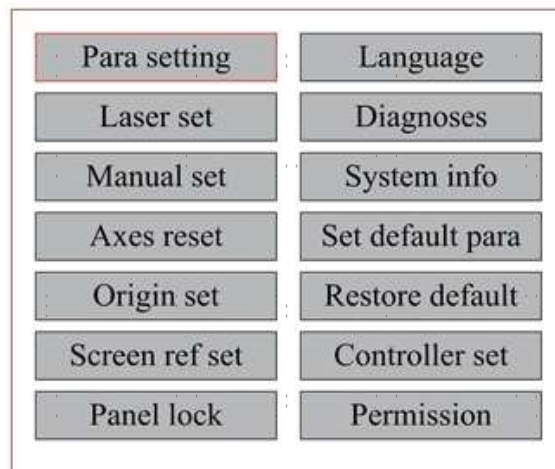 Para setting
Language
Laser set
Diagnoses
Manual set
System info
Axes reset
Set default para
Origin set
Restore default
Screen ref set
Controller set
Panel lock
Permission